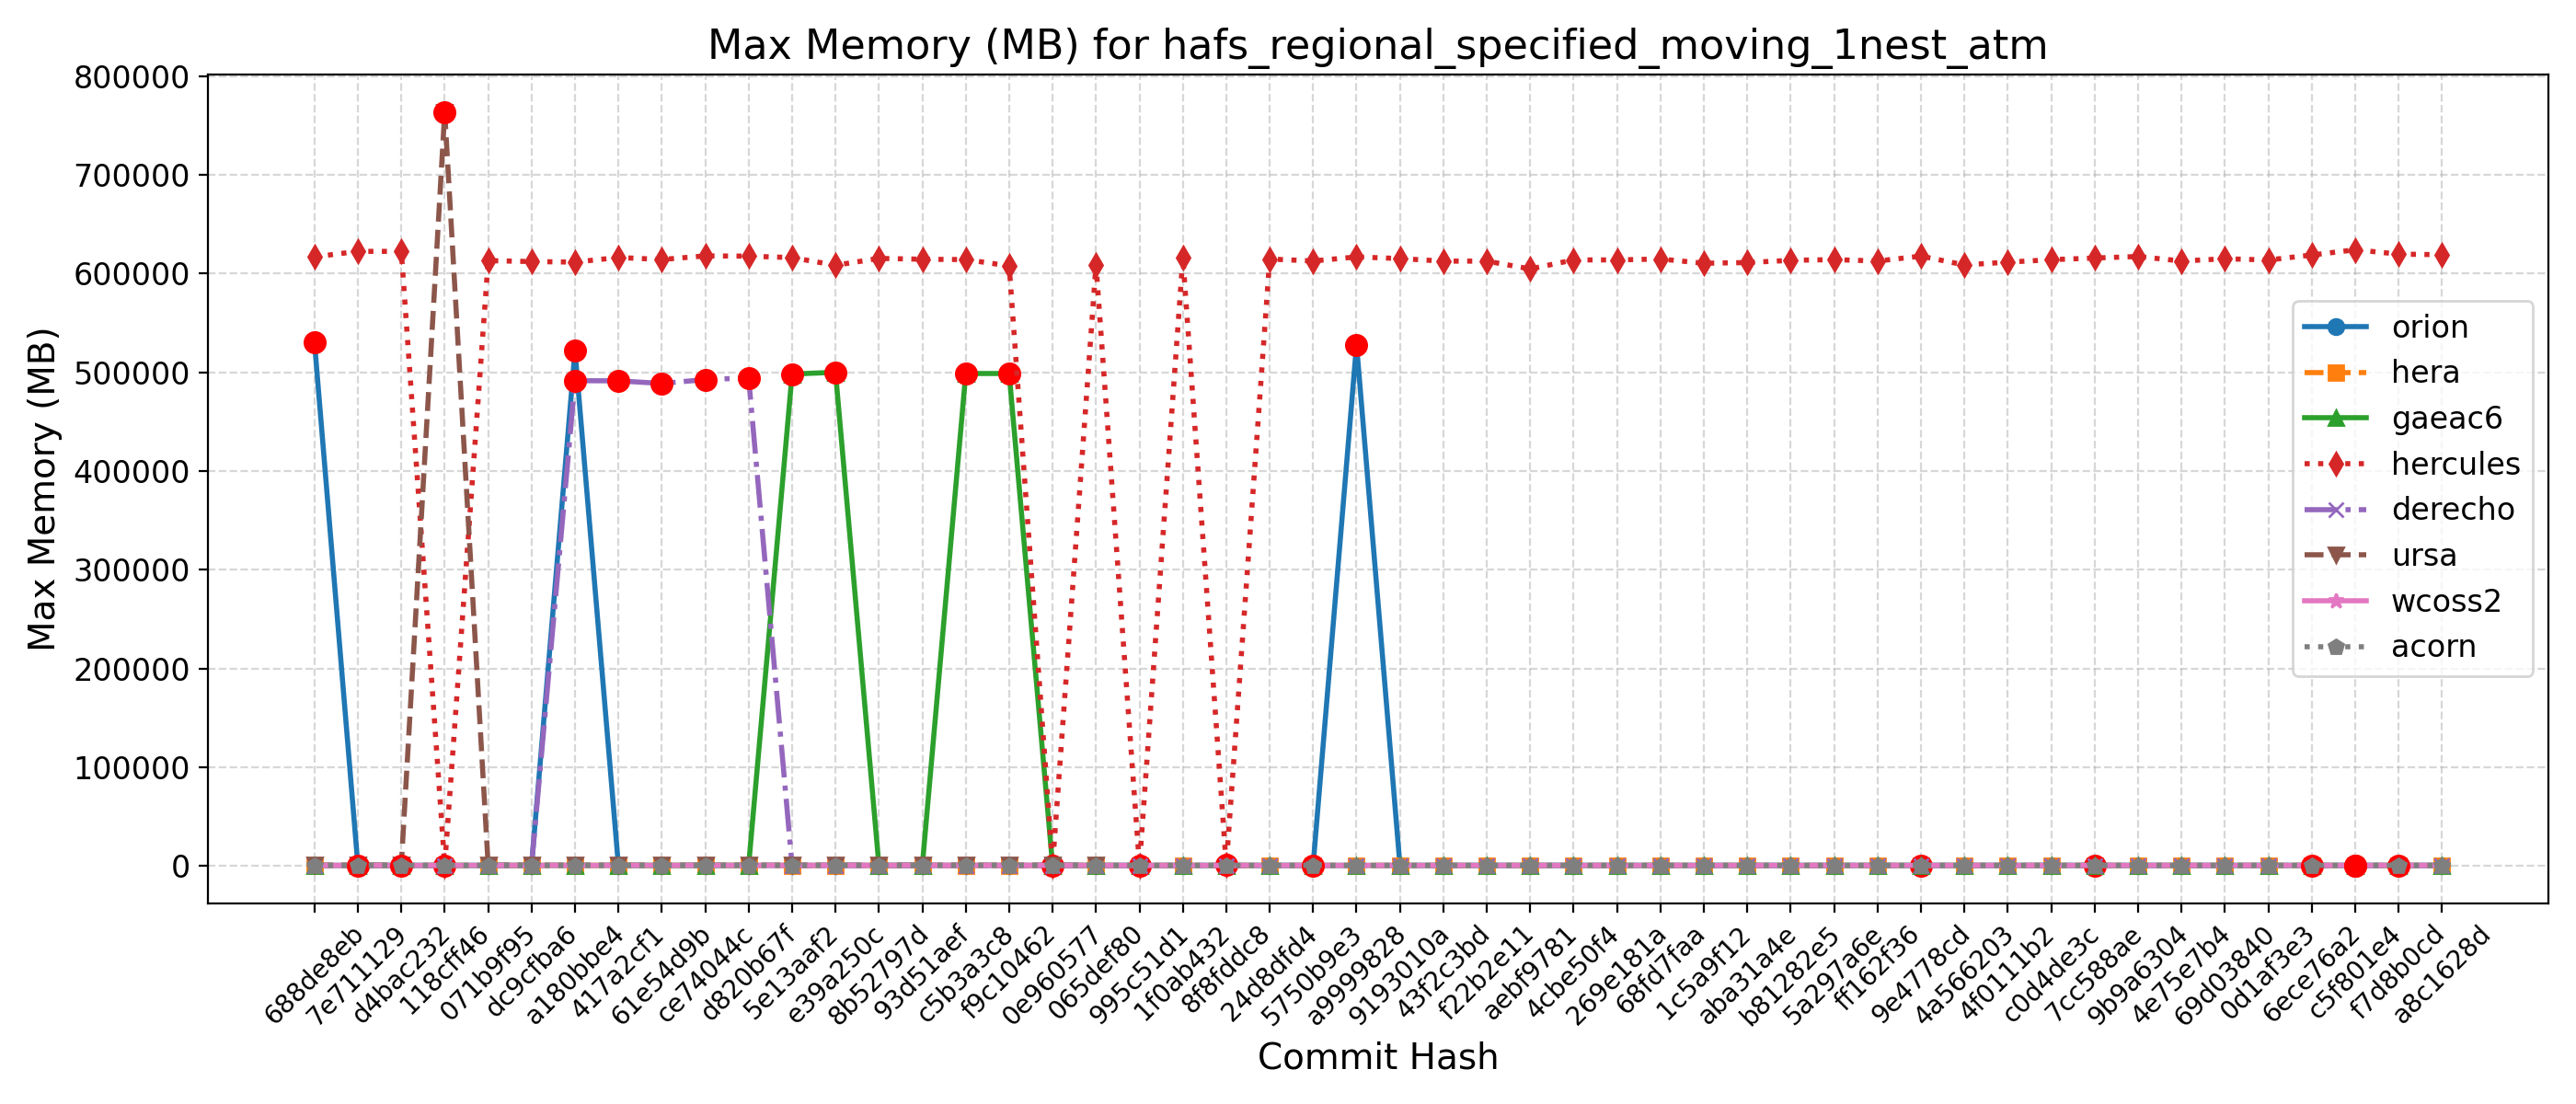 Max Memory (MB) for hafs_regional_specified_moving_1nest_atm
Max Memory (MB)
800000
700000
600000
500000
400000
300000
200000
100000
0
orion
hera
gaeac6
hercules
derecho
ursa
wcoss2
acorn
688de8eb
7e711129
d4bac232
118cff46
071b9f95
dc9cfba6
a180bbe4
417a2cf1
61e54d9b
ce74044c
d820b67f
5e13aaf2
e39a250c
8b52797d
93d51aef
c5b3a3c8
f9c10462
0e960577
065def80
995c51d1
1f0ab432
8f8fddc8
24d8dfd4
5750b9e3
a9999828
9193010a
43f2c3bd
f22b2e11
aebf9781
4cbe50f4
269e181a
68fd7faa
1c5a9f12
aba31a4e
b81282e5
5a297a6e
ff162f36
9e4778cd
4a566203
4f0111b2
c0d4de3c
7cc588ae
9b9a6304
4e75e7b4
69d03840
0d1af3e3
6ece76a2
c5f801e4
f7d8b0cd
a8c1628d
Commit Hash